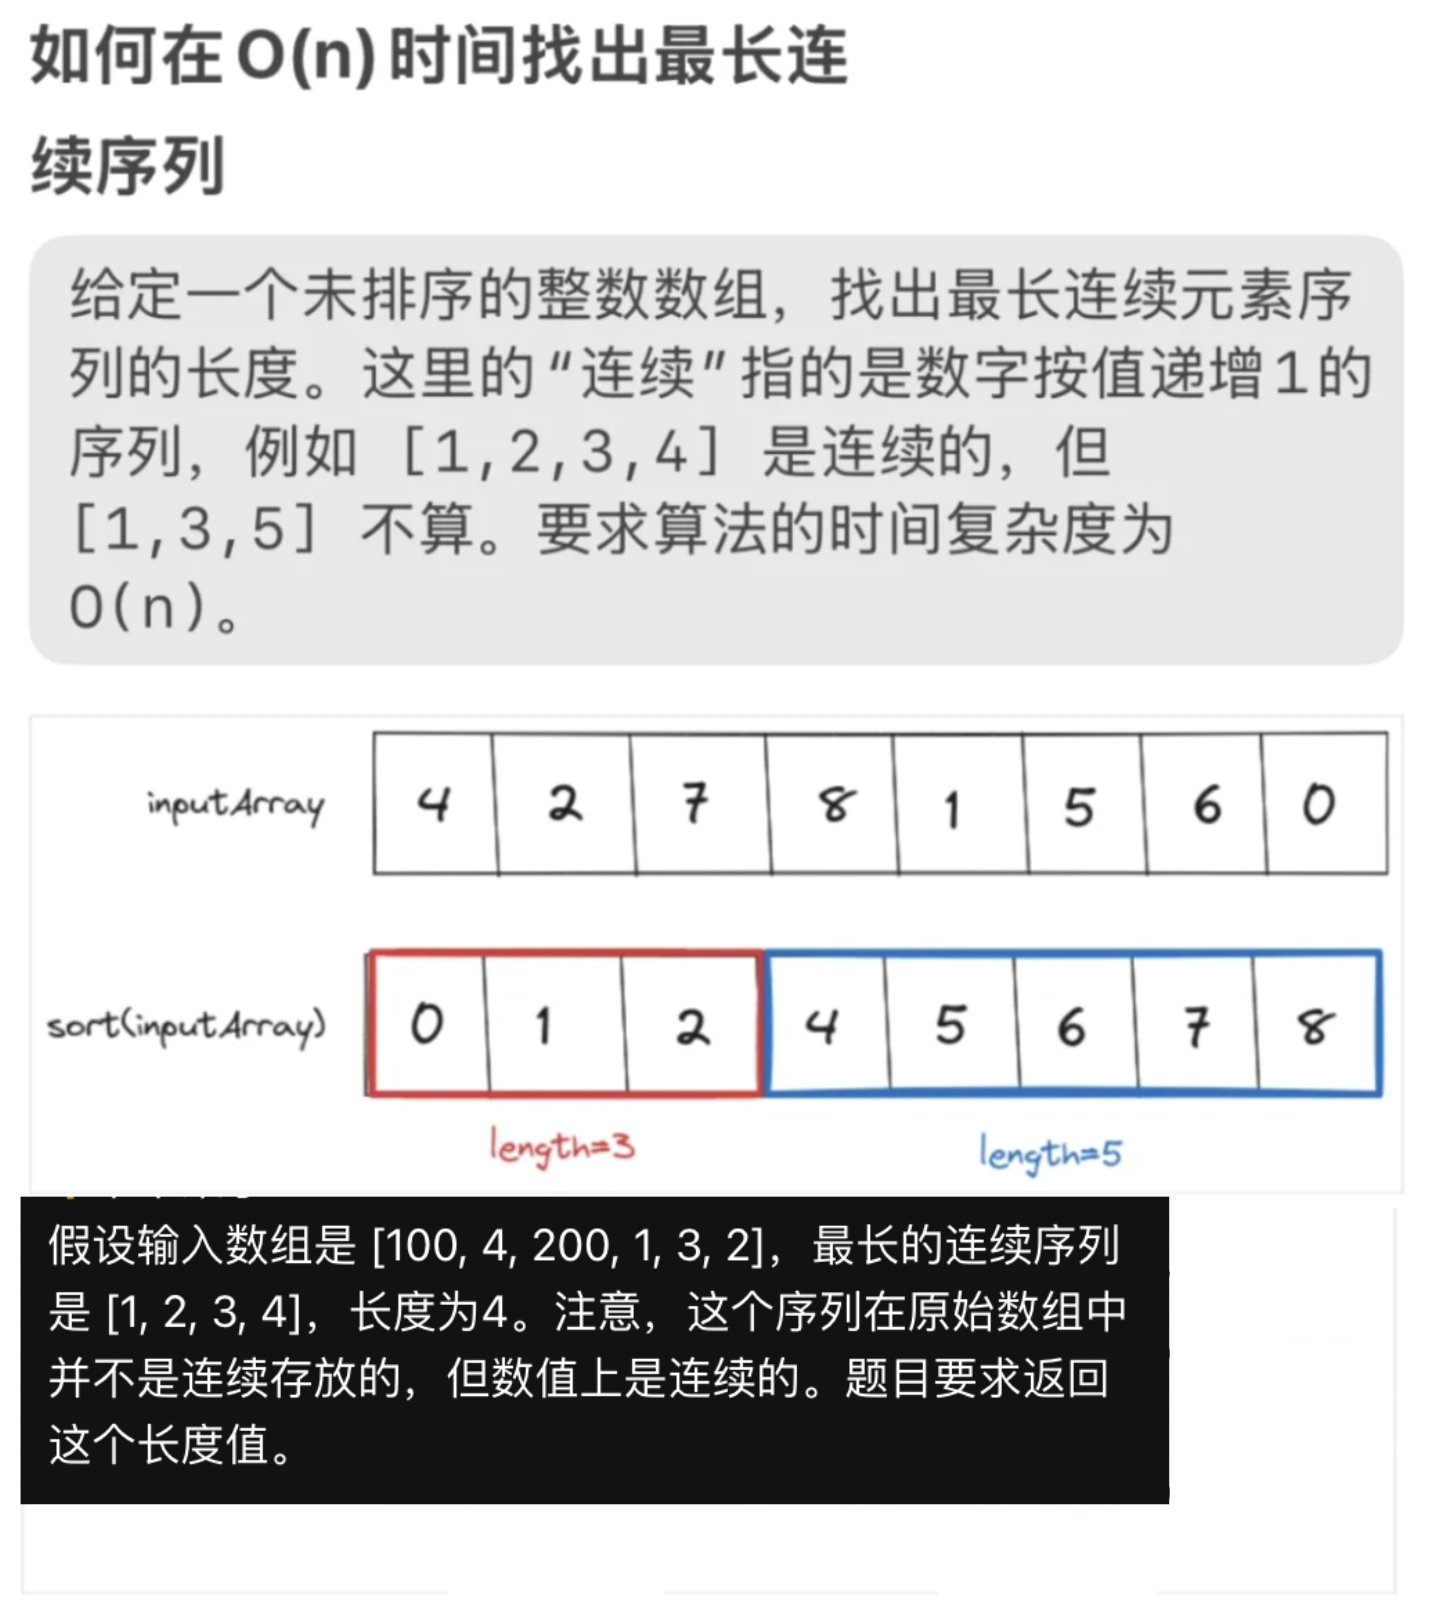 如何在O(n)时间找出最长连
续序列
给定一个未排序的整数数组，找出最长连续元素序
列的长度。这里的“连续”指的是数字按值递增1的
序列，例如 [1,2,3,4] 是连续的，但
[1,3,5] 不算。要求算法的时间复杂度为
O(n)。
inputArray 4 2 7 8 1 5 6 0
sort(inputArray) 0 1 2 4 5 6 7 8
length=3 length=5
假设输入数组是 [100, 4, 200, 1, 3, 2]，最长的连续序列
是 [1, 2, 3, 4]，长度为4。注意，这个序列在原始数组中
并不是连续存放的，但数值上是连续的。题目要求返回
这个长度值。